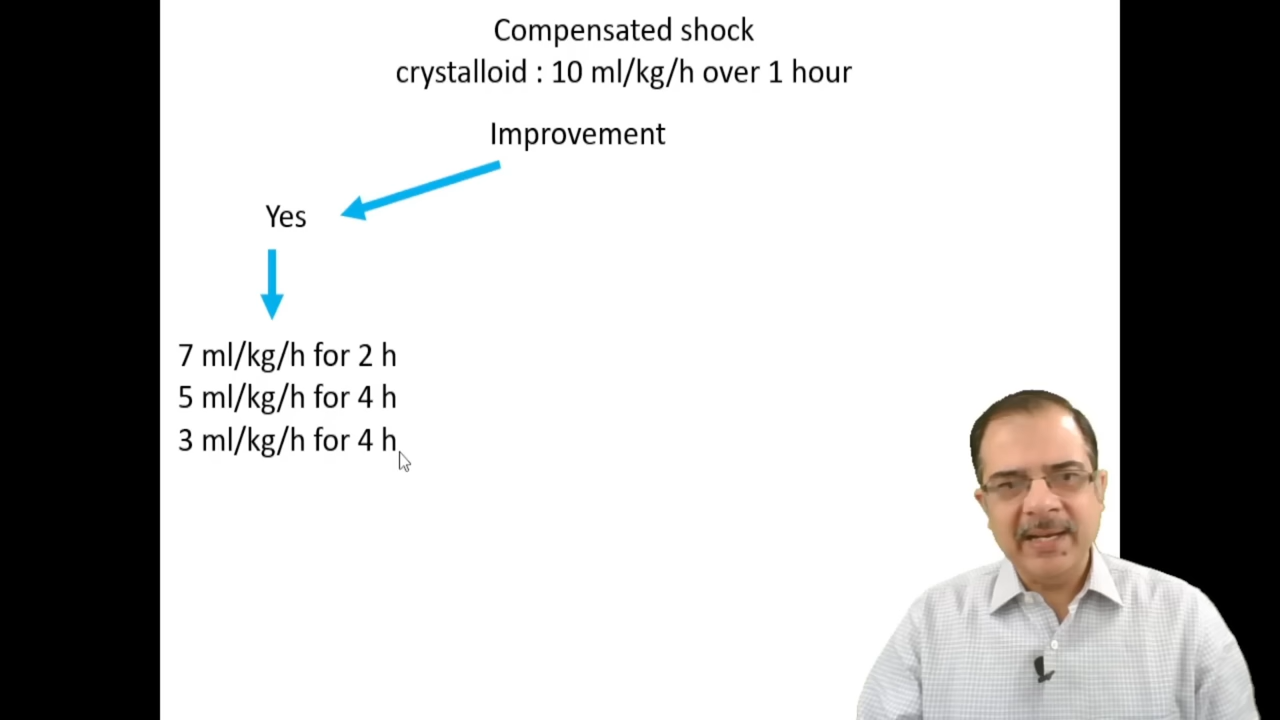 Compensated shock
crystalloid : 10 ml/kg/h over 1 hour
Improvement
Yes
7 ml/kg/h for 2 h
5 ml/kg/h for 4 h
3 ml/kg/h for 4 h